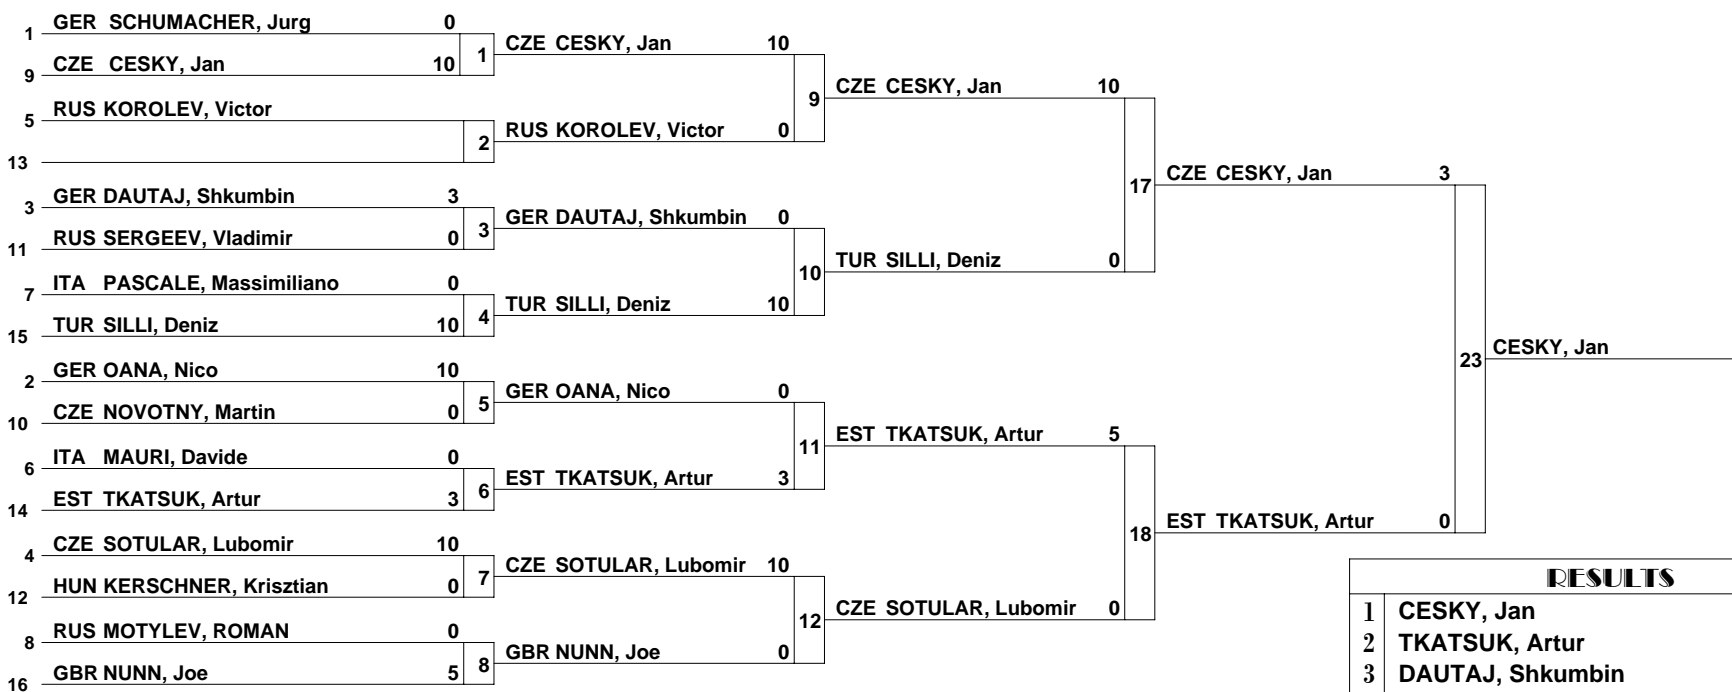 1 GER SCHUMACHER, Jurg 0
9 CZE CESKY, Jan 10
1
5 RUS KOROLEV, Victor
13
2
3 GER DAUTAJ, Shkumbin 3
11 RUS SERGEEV, Vladimir 0
3
7 ITA PASCALE, Massimiliano 0
15 TUR SILLI, Deniz 10
4
2 GER OANA, Nico 10
10 CZE NOVOTNY, Martin 0
5
6 ITA MAURI, Davide 0
14 EST TKATSUK, Artur 3
6
4 CZE SOTULAR, Lubomir 10
12 HUN KERSCHNER, Krisztian 0
7
8 RUS MOTYLEV, ROMAN 0
16 GBR NUNN, Joe 5
8
CZE CESKY, Jan 10
RUS KOROLEV, Victor 0
9
GER DAUTAJ, Shkumbin 0
TUR SILLI, Deniz 10
10
GER OANA, Nico 0
EST TKATSUK, Artur 3
11
CZE SOTULAR, Lubomir 10
GBR NUNN, Joe 0
12
CZE CESKY, Jan 10
TUR SILLI, Deniz 0
17
EST TKATSUK, Artur 5
CZE SOTULAR, Lubomir 0
18
CZE CESKY, Jan 3
EST TKATSUK, Artur 0
23
CESKY, Jan
RESULTS
1 CESKY, Jan
2 TKATSUK, Artur
3 DAUTAJ, Shkumbin